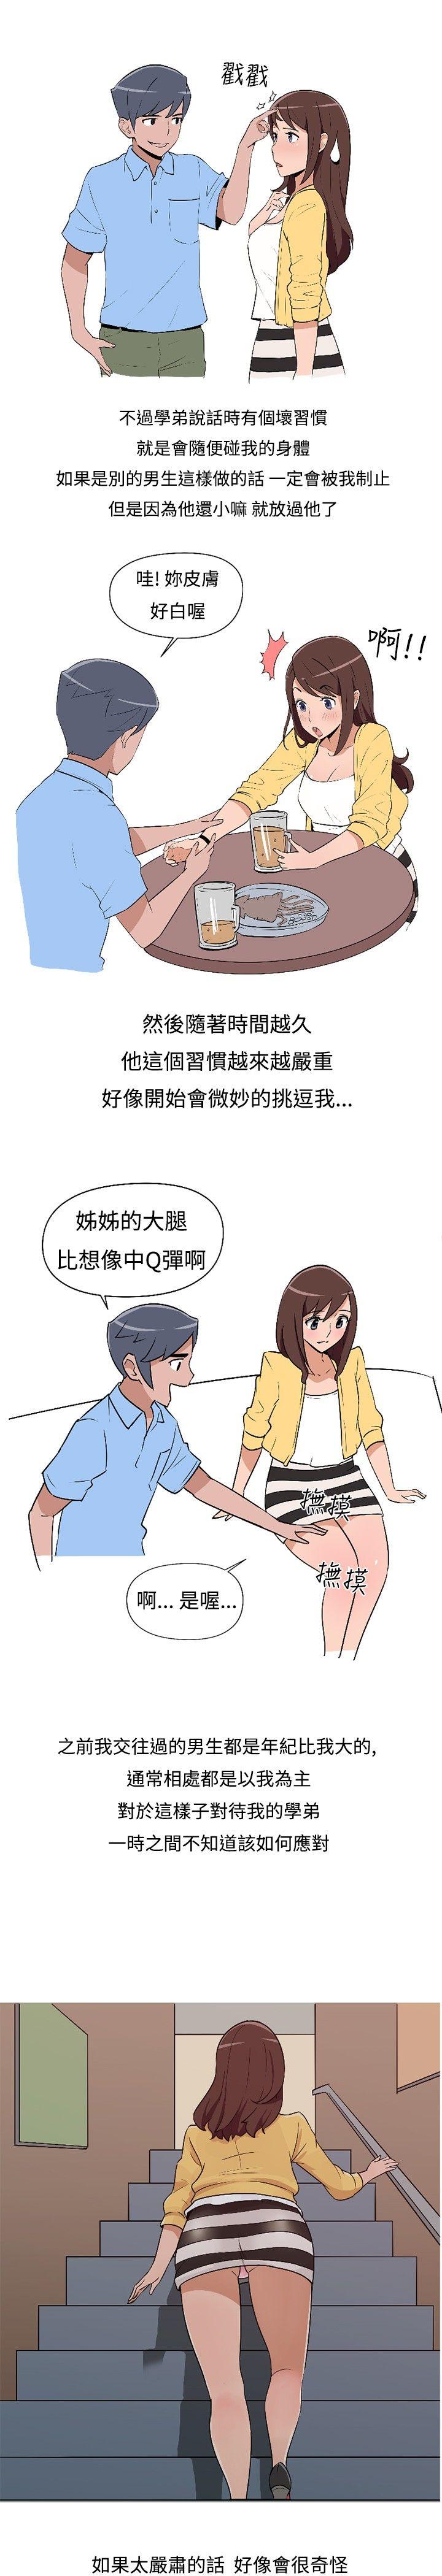 戳戳
不過學弟說話時有個壞習慣
就是會隨便碰我的身體
如果是別的男生這樣做的話 一定會被我制止
但是因為他還小嘛 就放過他了
哇! 妳皮膚
好白喔
啊!!
然後隨著時間越久
他這個習慣越來越嚴重
好像開始會微妙的挑逗我...
姊姊的大腿
比想像中Q彈啊
撫摸
撫摸
啊... 是喔...
之前我交往過的男生都是年紀比我大的,
通常相處都是以我為主
對於這樣子對待我的學弟
一時之間不知道該如何應對
如果太嚴肅的話 好像會很奇怪